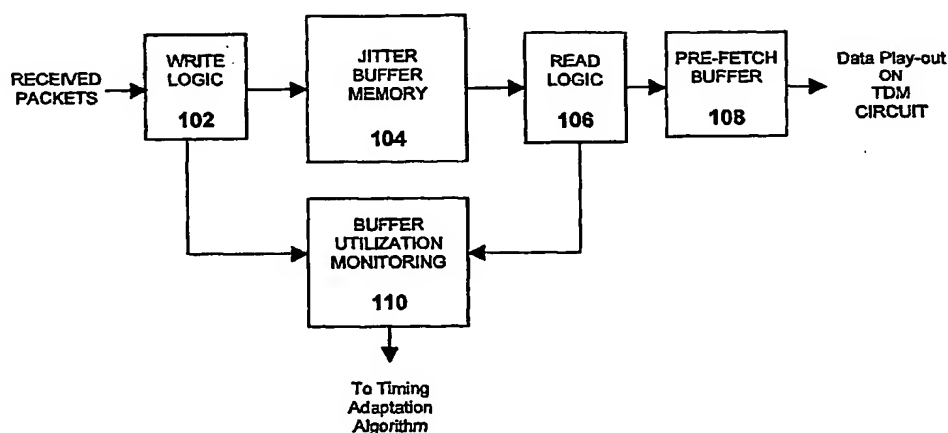 RECEIVED
PACKETS
WRITE
LOGIC
102
JITTER
BUFFER
MEMORY
104
READ
LOGIC
106
PRE-FETCH
BUFFER
108
Data Play-out
ON
TDM
CIRCUIT
BUFFER
UTILIZATION
MONITORING
110
To Timing
Adaptation
Algorithm